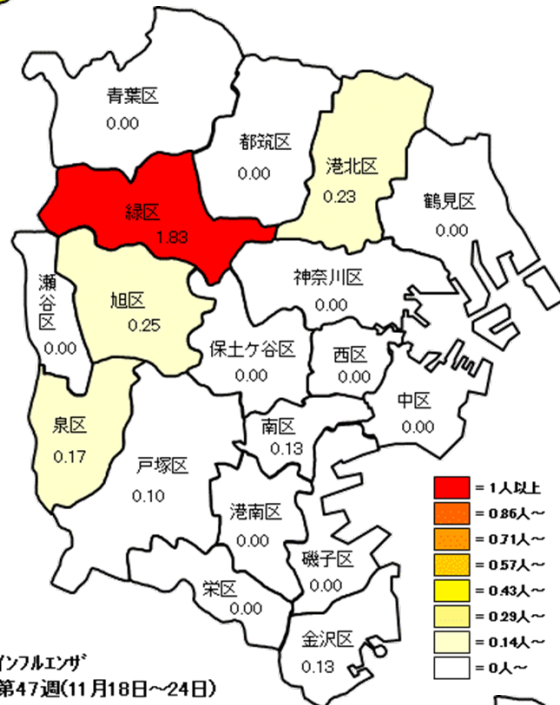 青葉区
0.00
都筑区
0.00
港北区
0.23
鶴見区
0.00
緑区
1.83
瀬谷区
0.00
旭区
0.25
神奈川区
0.00
保土ケ谷区
0.00
西区
0.00
中区
0.00
泉区
0.17
戸塚区
0.10
南区
0.13
港南区
0.00
磯子区
0.00
栄区
0.00
金沢区
0.13
= 1人以上
= 0.86人～
= 0.71人～
= 0.57人～
= 0.43人～
= 0.29人～
= 0.14人～
= 0人～
インフルエンザ
第47週(11月18日～24日)